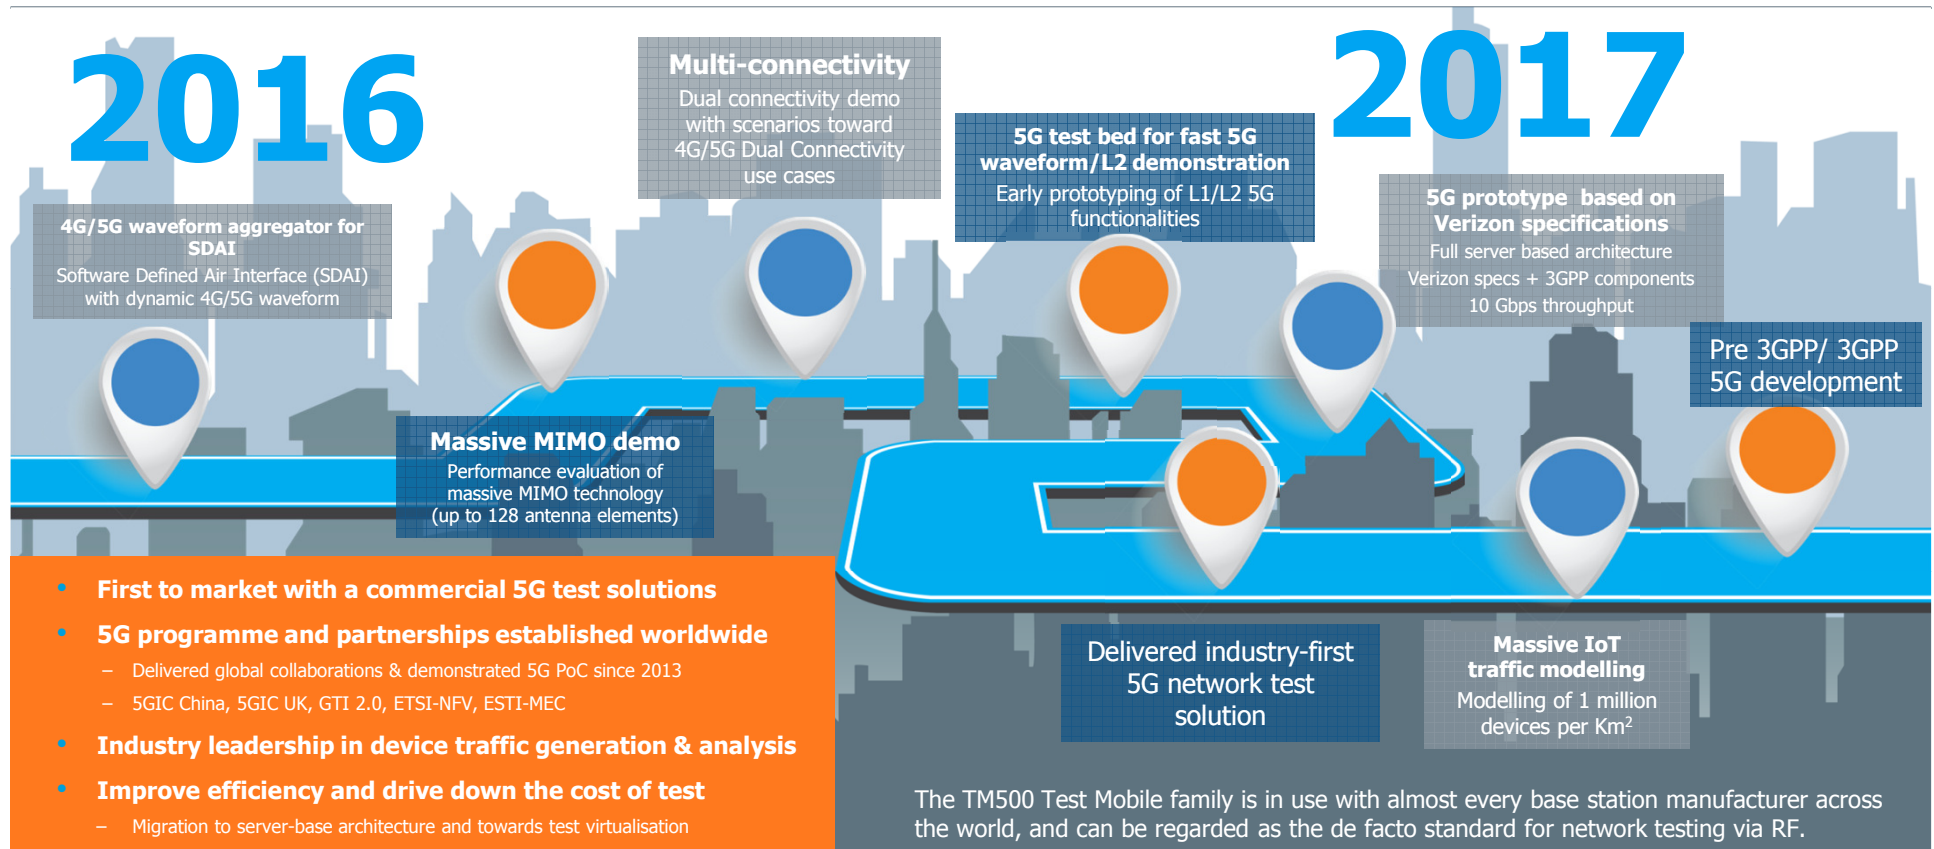 2016
4G/5G waveform aggregator for
SDAI
Software Defined Air Interface (SDAI)
with dynamic 4G/5G waveform
Massive MIMO demo
Performance evaluation of
massive MIMO technology
(up to 128 antenna elements)
Multi-connectivity
Dual connectivity demo
with scenarios toward
4G/5G Dual Connectivity
use cases
5G test bed for fast 5G
waveform/L2 demonstration
Early prototyping of L1/L2 5G
functionalities
2017
5G prototype  based on
Verizon specifications
Full server based architecture
Verizon specs + 3GPP components
10 Gbps throughput
Pre 3GPP/ 3GPP
5G development
Delivered industry-first
5G network test
solution
Massive IoT
traffic modelling
Modelling of 1 million
devices per Km²
• First to market with a commercial 5G test solutions
• 5G programme and partnerships established worldwide
– Delivered global collaborations & demonstrated 5G PoC since 2013
– 5GIC China, 5GIC UK, GTI 2.0, ETSI-NFV, ESTI-MEC
• Industry leadership in device traffic generation & analysis
• Improve efficiency and drive down the cost of test
– Migration to server-base architecture and towards test virtualisation
The TM500 Test Mobile family is in use with almost every base station manufacturer across
the world, and can be regarded as the de facto standard for network testing via RF.